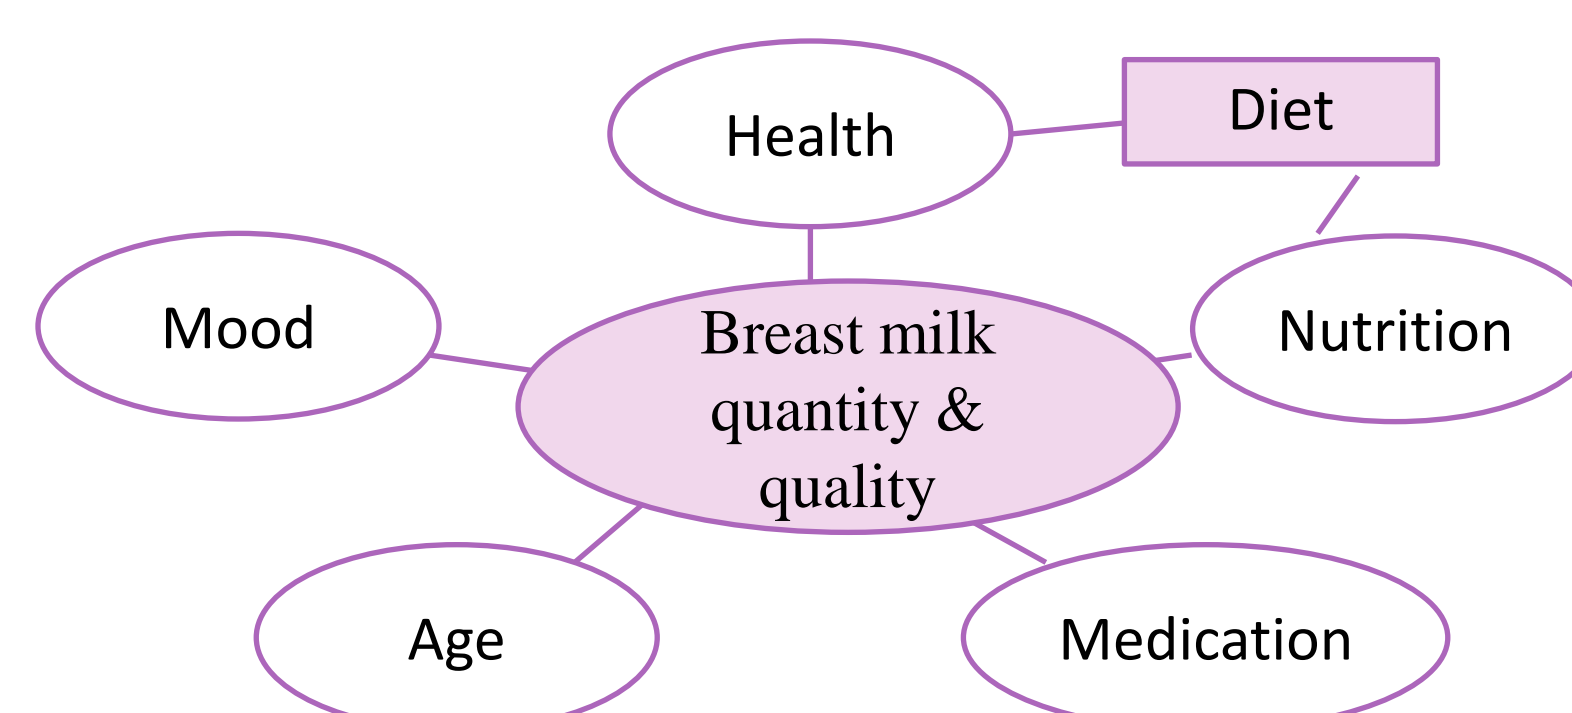 Diet
Health
Mood
Nutrition
Breast milk
quantity &
quality
Age
Medication